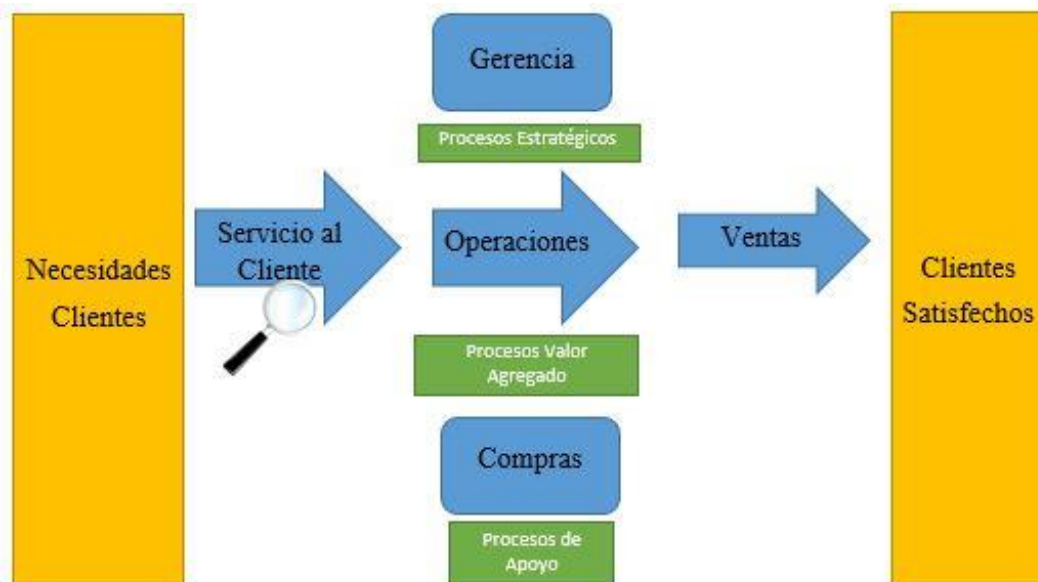 Necesidades
Clientes
Gerencia
Procesos Estratégicos
Servicio al
Cliente
Operaciones
Ventas
Procesos Valor
Agregado
Compras
Procesos de
Apoyo
Clientes
Satisfechos